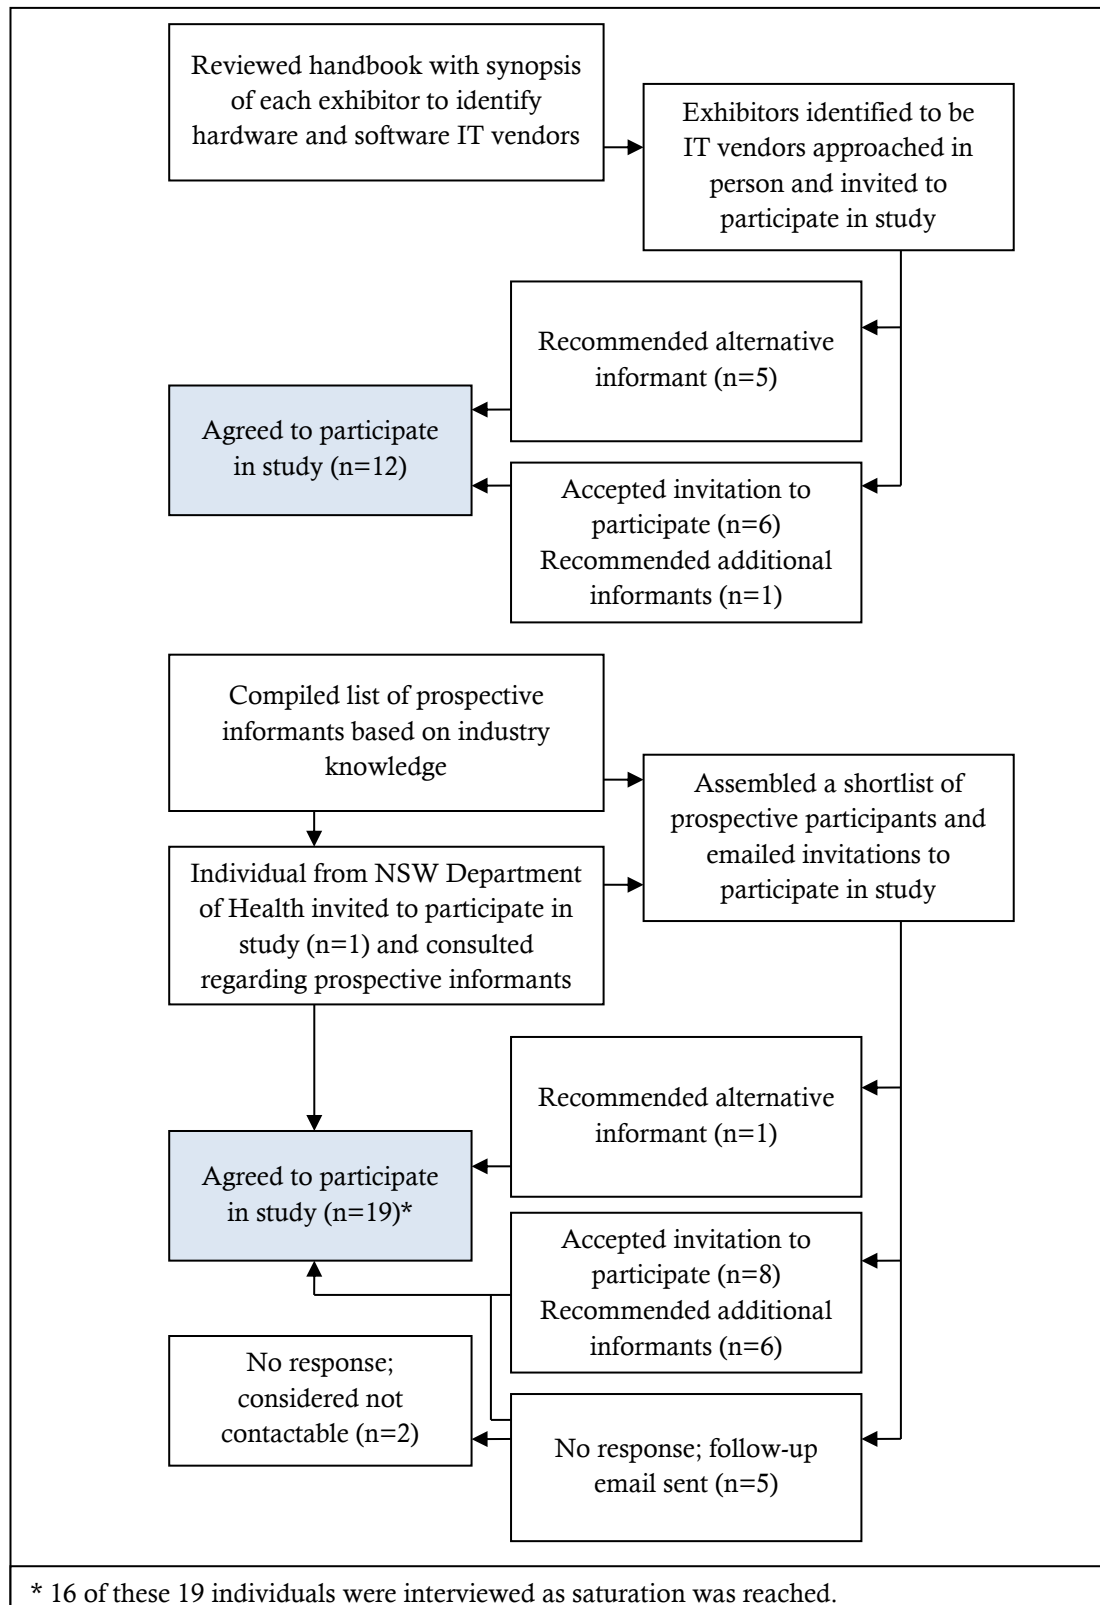 Reviewed handbook with synopsis
of each exhibitor to identify
hardware and software IT vendors
Exhibitors identified to be
IT vendors approached in
person and invited to
participate in study
Recommended alternative
informant (n=5)
Agreed to participate
in study (n=12)
Accepted invitation to
participate (n=6)
Recommended additional
informants (n=1)
Compiled list of prospective
informants based on industry
knowledge
Assembled a shortlist of
prospective participants and
emailed invitations to
participate in study
Individual from NSW Department
of Health invited to participate in
study (n=1) and consulted
regarding prospective informants
Recommended alternative
informant (n=1)
Agreed to participate
in study (n=19)*
Accepted invitation to
participate (n=8)
Recommended additional
informants (n=6)
No response;
considered not
contactable (n=2)
No response; follow-up
email sent (n=5)
* 16 of these 19 individuals were interviewed as saturation was reached.